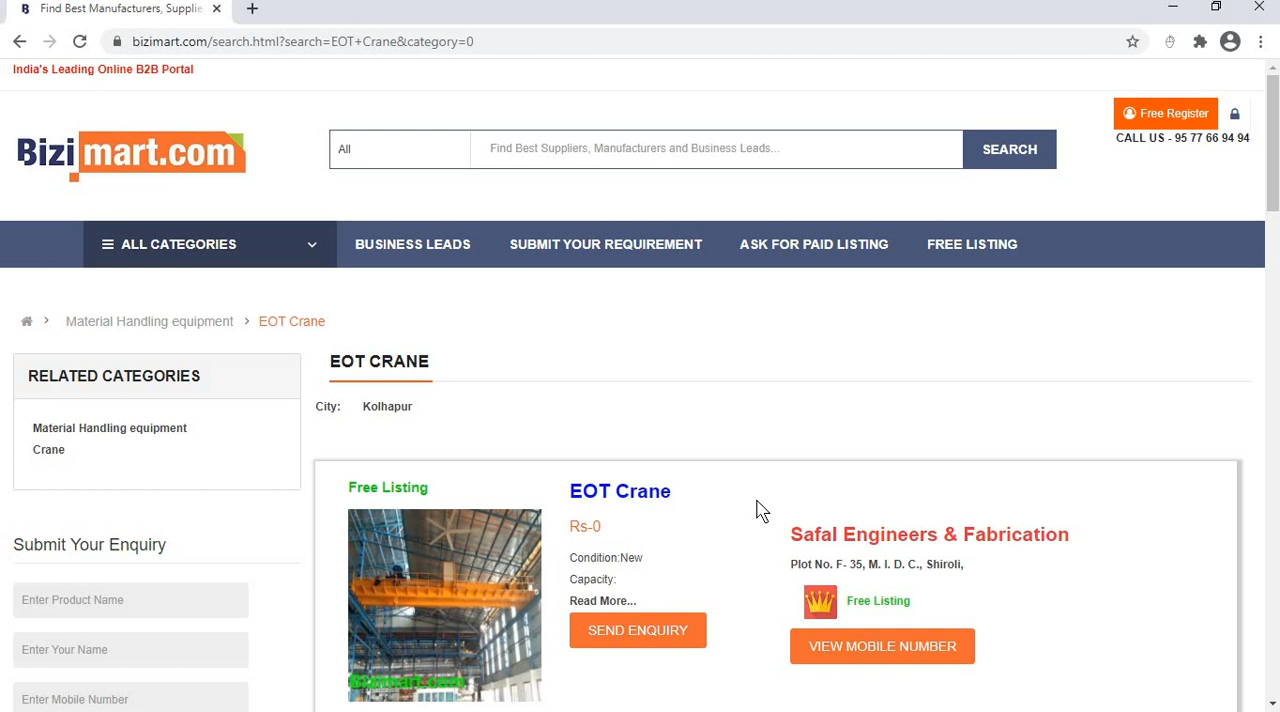 Find Best Manufacturers, Supplie
bizimart.com/search.html?search=EOT+Crane&category=0
India's Leading Online B2B Portal
Free Register
CALL US - 95 77 66 94 94
Bizimart.com
All
Find Best Suppliers, Manufacturers and Business Leads...
SEARCH
ALL CATEGORIES
BUSINESS LEADS
SUBMIT YOUR REQUIREMENT
ASK FOR PAID LISTING
FREE LISTING
Material Handling equipment > EOT Crane
RELATED CATEGORIES
Material Handling equipment
Crane
Submit Your Enquiry
Enter Product Name
Enter Your Name
Enter Mobile Number
EOT CRANE
City: Kolhapur
Free Listing
Bizimart.com
EOT Crane
Rs-0
Condition:New
Capacity:
Read More...
SEND ENQUIRY
Safal Engineers & Fabrication
Plot No. F- 35, M. I. D. C., Shiroli,
Free Listing
VIEW MOBILE NUMBER